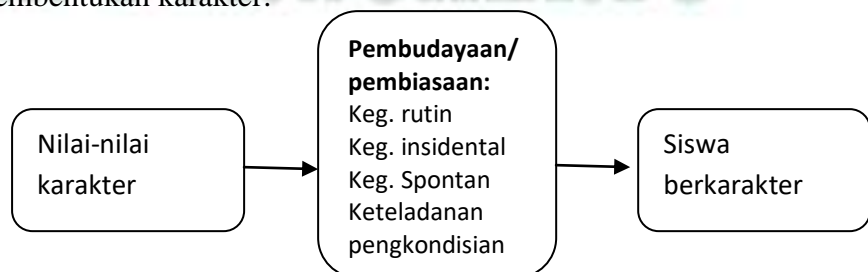 pembentukan karakter.
Nilai-nilai
karakter
Pembudayaan/
pembiasaan:
Keg. rutin
Keg. insidental
Keg. Spontan
Keteladanan
pengkondisian
Siswa
berkarakter